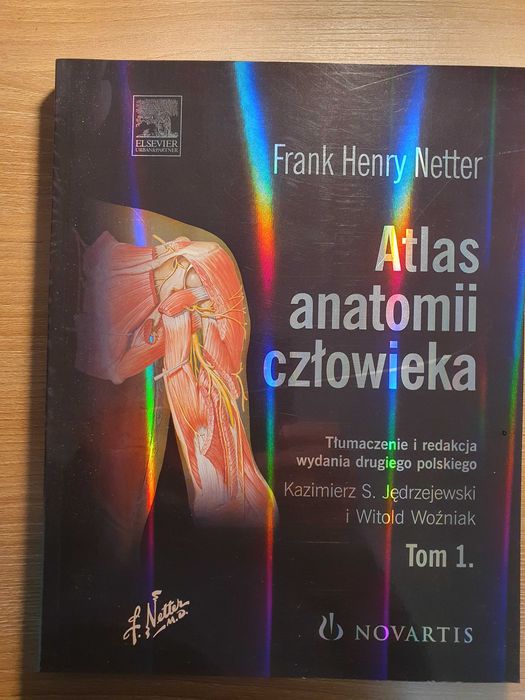 ELSEVIER
URBAN&PARTNER
Frank Henry Netter
Atlas
anatomii
człowieka
Tłumaczenie i redakcja
wydania drugiego polskiego
Kazimierz S. Jędrzejewski
i Witold Woźniak
Tom 1.
F. Netter
M.D.
NOVARTIS